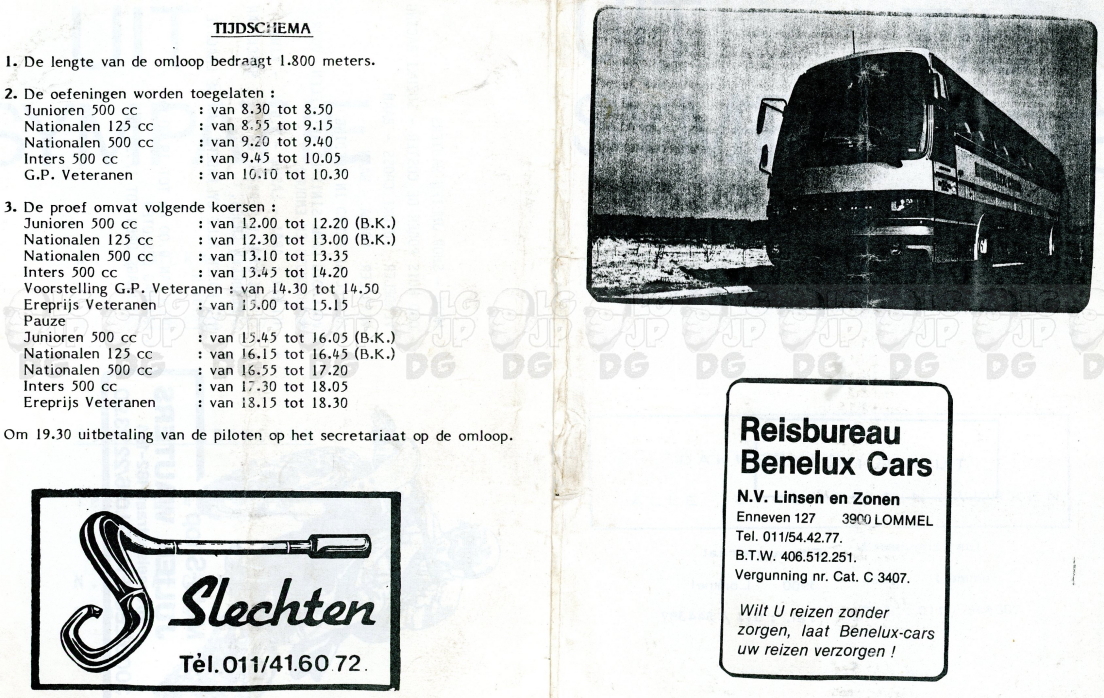 TIJDSCHEMA
1. De lengte van de omloop bedraagt 1.800 meters.
2. De oefeningen worden toegelaten :
Junioren 500 cc : van 8.30 tot 8.50
Nationalen 125 cc : van 8.55 tot 9.15
Nationalen 500 cc : van 9.20 tot 9.40
Inters 500 cc : van 9.45 tot 10.05
G.P. Veteranen : van 10.10 tot 10.30
3. De proef omvat volgende koersen :
Junioren 500 cc : van 12.00 tot 12.20 (B.K.)
Nationalen 125 cc : van 12.30 tot 13.00 (B.K.)
Nationalen 500 cc : van 13.10 tot 13.35
Inters 500 cc : van 13.45 tot 14.20
Voorstelling G.P. Veteranen : van 14.30 tot 14.50
Ereprijs Veteranen : van 15.00 tot 15.15
Pauze
Junioren 500 cc : van 15.45 tot 16.05 (B.K.)
Nationalen 125 cc : van 16.15 tot 16.45 (B.K.)
Nationalen 500 cc : van 16.55 tot 17.20
Inters 500 cc : van 17.30 tot 18.05
Ereprijs Veteranen : van 18.15 tot 18.30
Om 19.30 uitbetaling van de piloten op het secretariaat op de omloop.
Slechten
Tèl. 011/41.60.72.
Reisbureau
Benelux Cars
N.V. Linsen en Zonen
Enneven 127 3900 LOMMEL
Tel. 011/54.42.77.
B.T.W. 406.512.251.
Vergunning nr. Cat. C 3407.
Wilt U reizen zonder
zorgen, laat Benelux-cars
uw reizen verzorgen !
LG JP DG